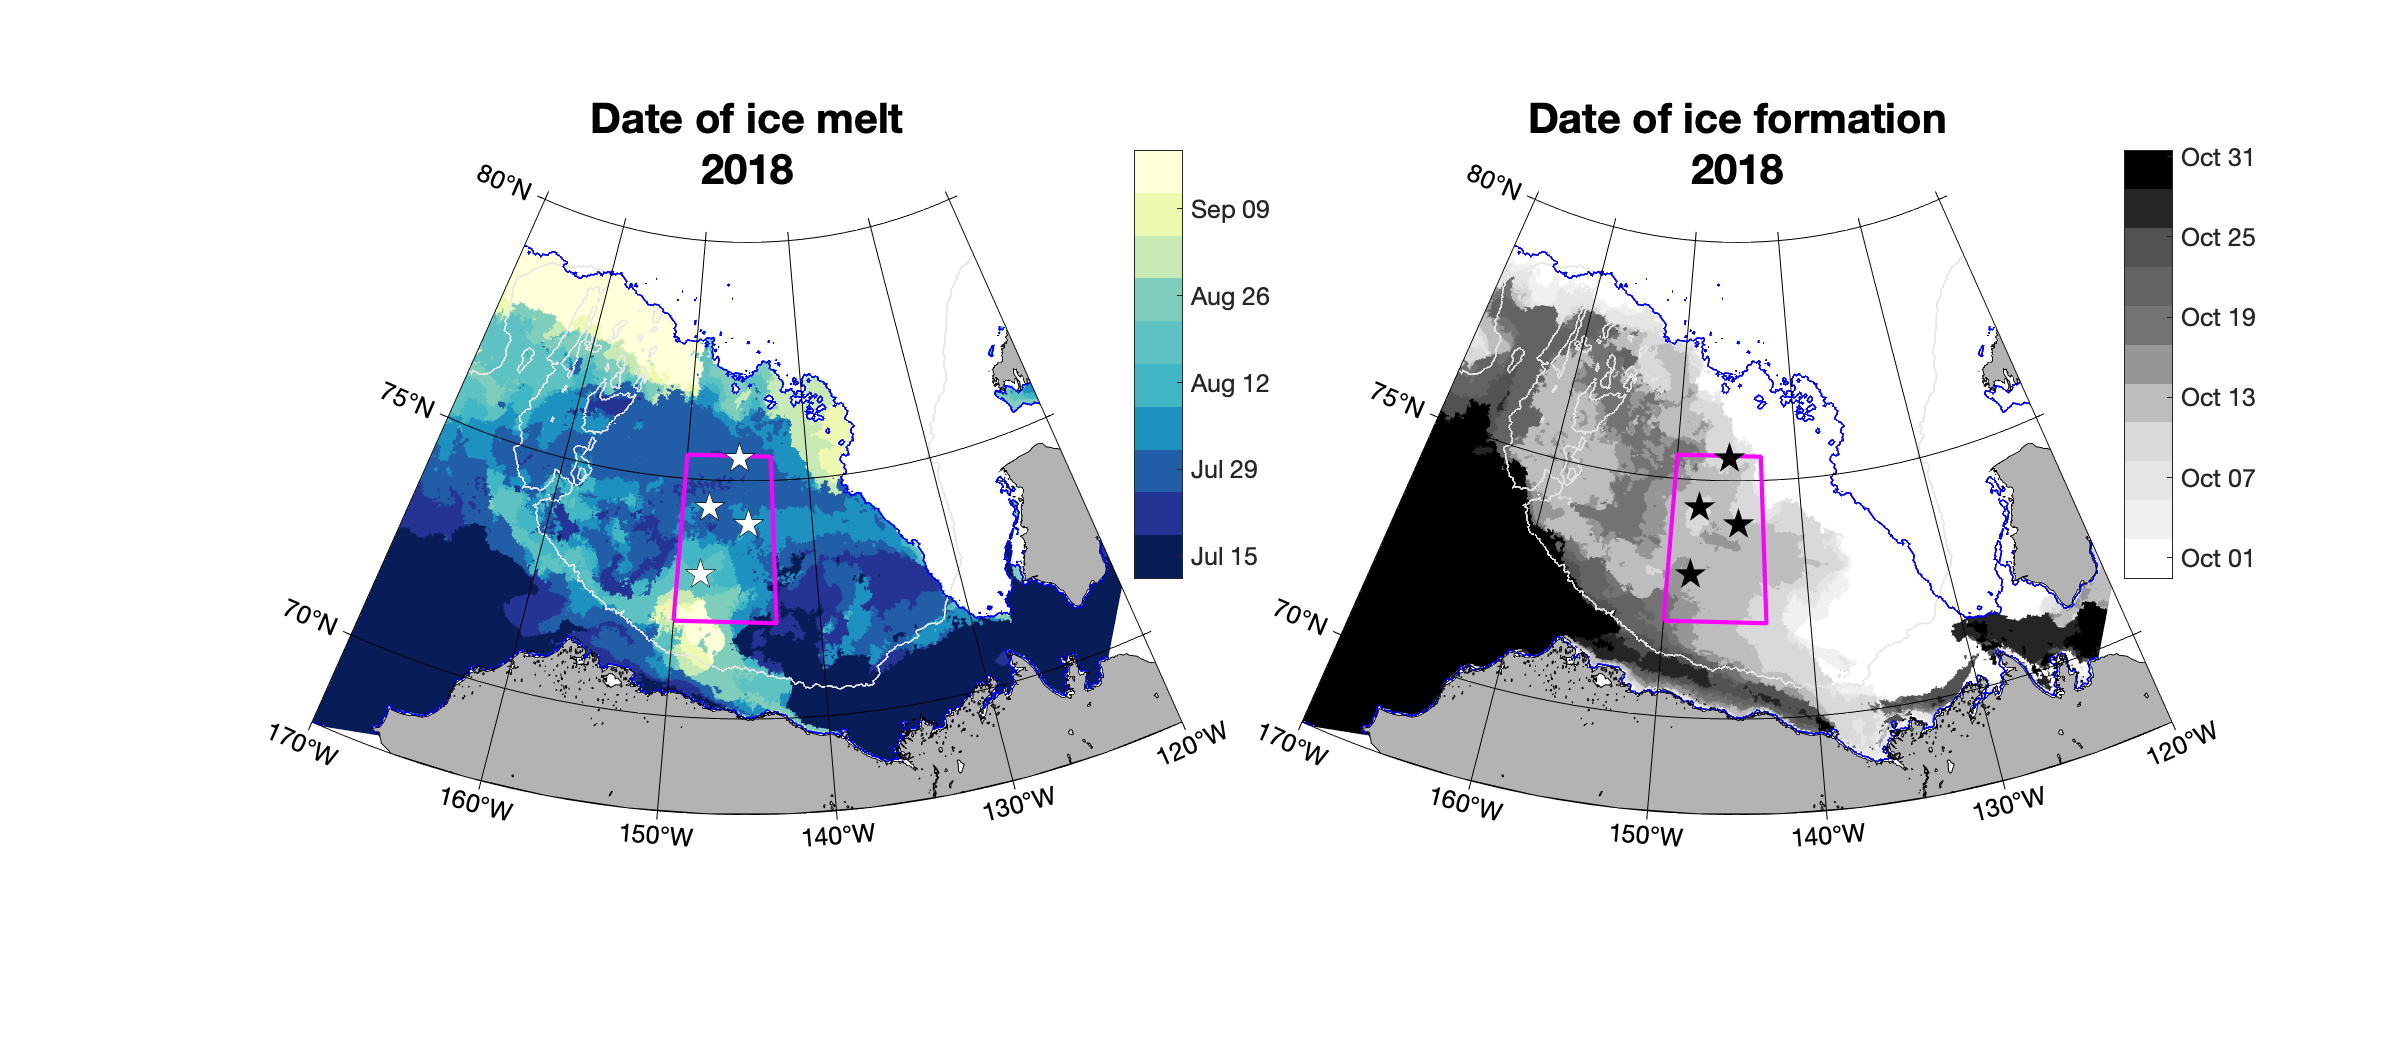 Date of ice melt
2018
80°N
75°N
70°N
170°W
160°W
150°W
140°W
130°W
120°W
Sep 09
Aug 26
Aug 12
Jul 29
Jul 15
Date of ice formation
2018
80°N
75°N
70°N
170°W
160°W
150°W
140°W
130°W
120°W
Oct 31
Oct 25
Oct 19
Oct 13
Oct 07
Oct 01